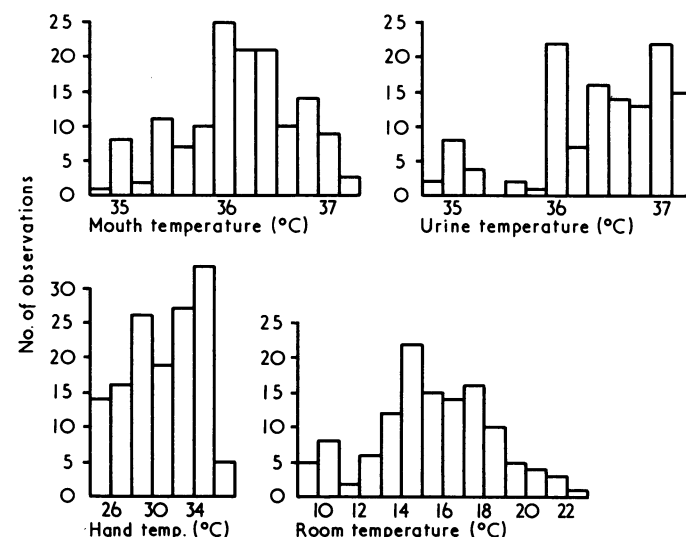 No. of observations
25
20
15
10
5
0
35 36 37
Mouth temperature (°C)
25
20
15
10
5
0
35 36 37
Urine temperature (°C)
30
25
20
15
10
5
0
26 30 34
Hand temp. (°C)
25
20
15
10
5
0
10 12 14 16 18 20 22
Room temperature (°C)